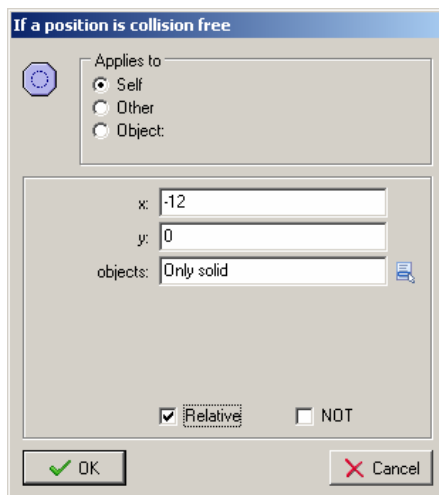 If a position is collision free
Applies to
Self
Other
Object:
x: -12
y: 0
objects: Only solid
Relative NOT
OK Cancel